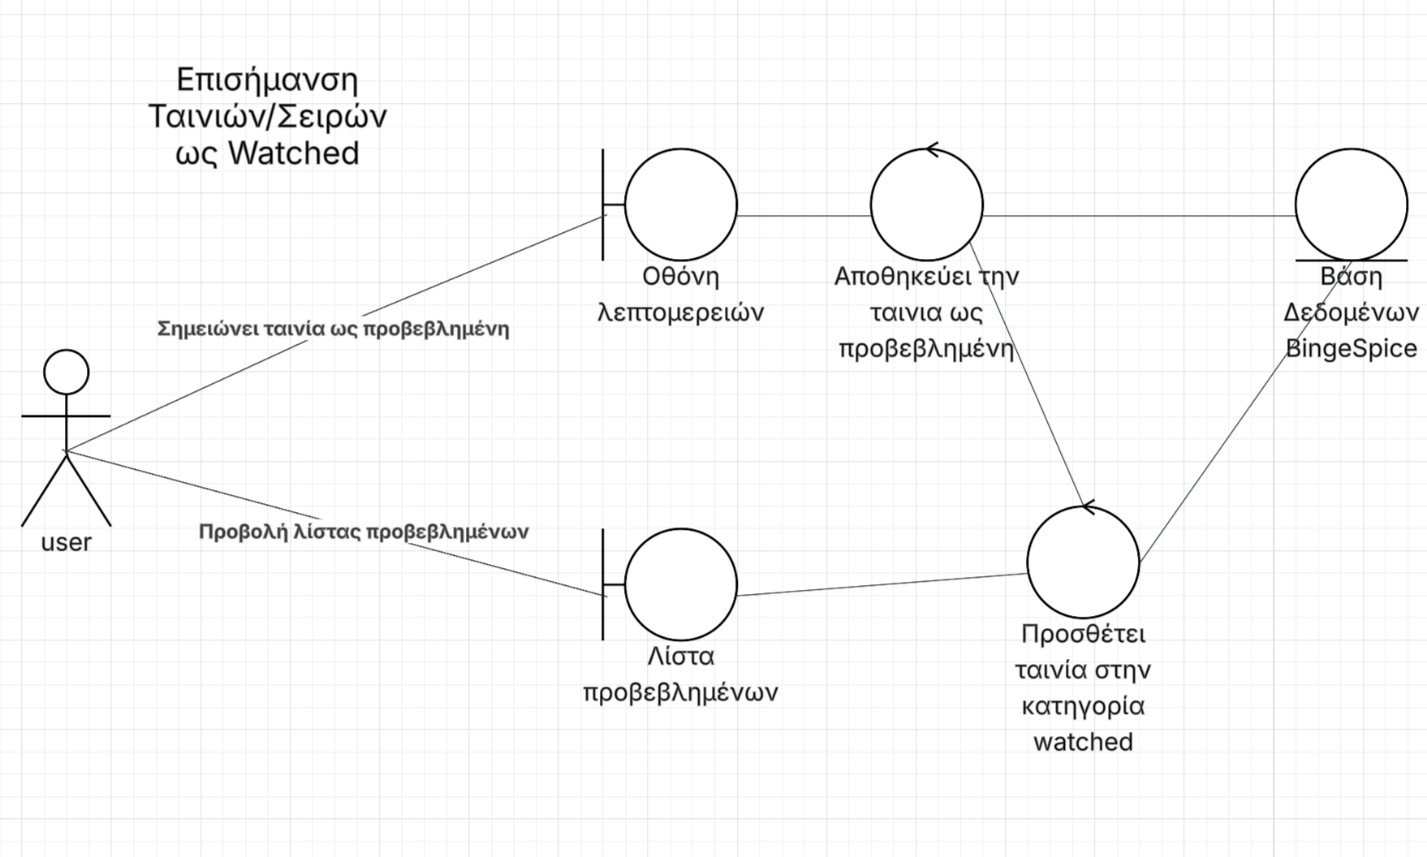 Επισήμανση
Ταινιών/Σειρών
ως Watched
Οθόνη
λεπτομερειών
Αποθηκεύει την
ταινια ως
προβεβλημένη
Βάση
Δεδομένων
BingeSpice
Σημειώνει ταινία ως προβεβλημένη
user
Προβολή λίστας προβεβλημένων
Λίστα
προβεβλημένων
Προσθέτει
ταινία στην
κατηγορία
watched